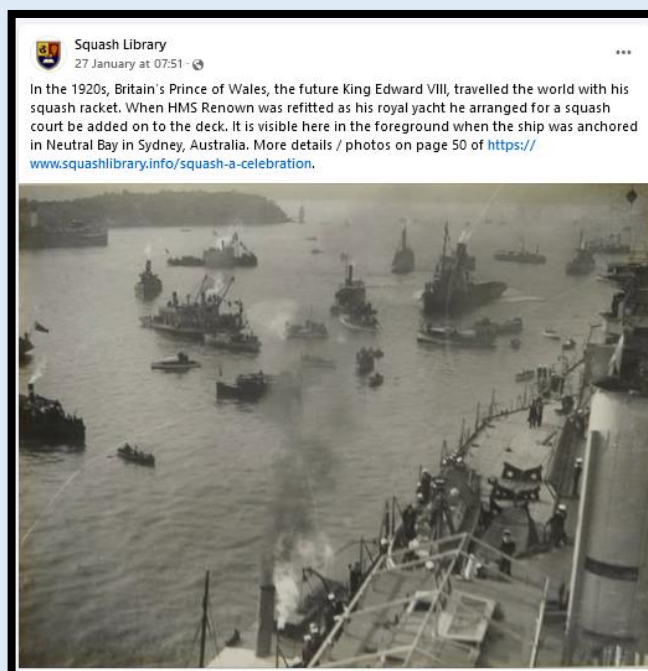 Squash Library
27 January at 07:51 ·
In the 1920s, Britain's Prince of Wales, the future King Edward VIII, travelled the world with his
squash racket. When HMS Renown was refitted as his royal yacht he arranged for a squash
court be added on to the deck. It is visible here in the foreground when the ship was anchored
in Neutral Bay in Sydney, Australia. More details / photos on page 50 of https://
www.squashlibrary.info/squash-a-celebration.